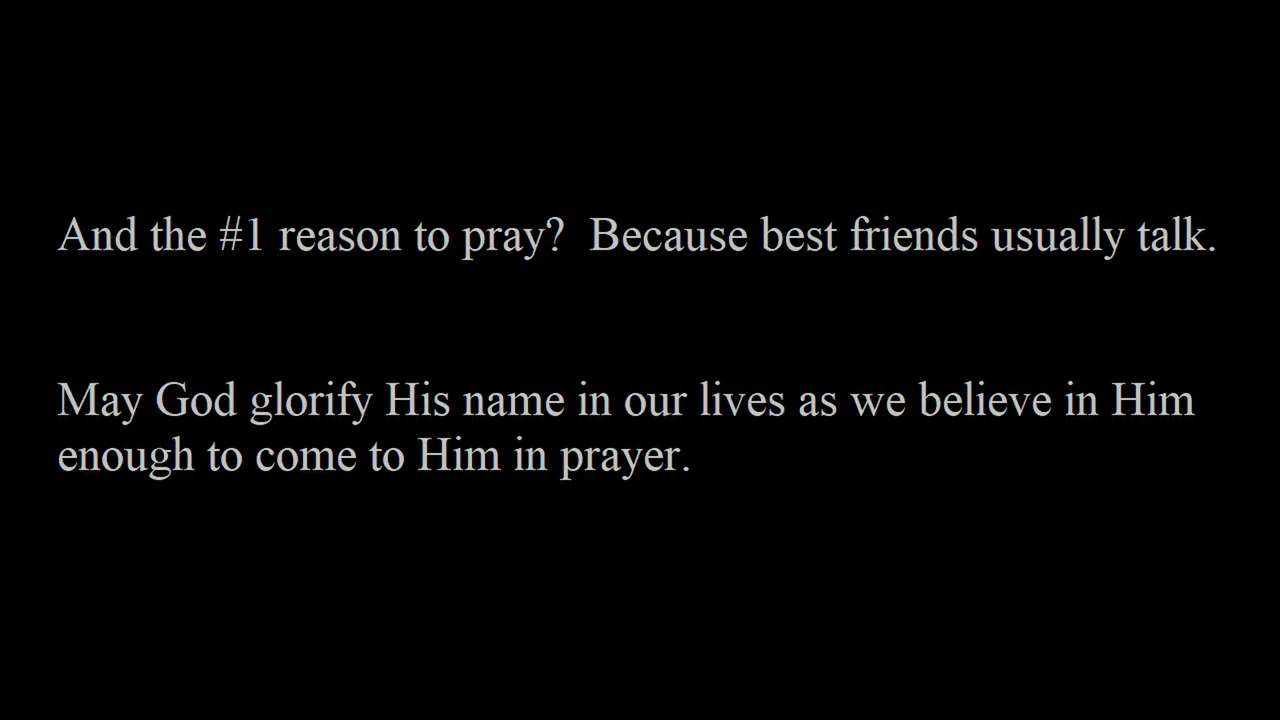 And the #1 reason to pray?  Because best friends usually talk.
May God glorify His name in our lives as we believe in Him
enough to come to Him in prayer.